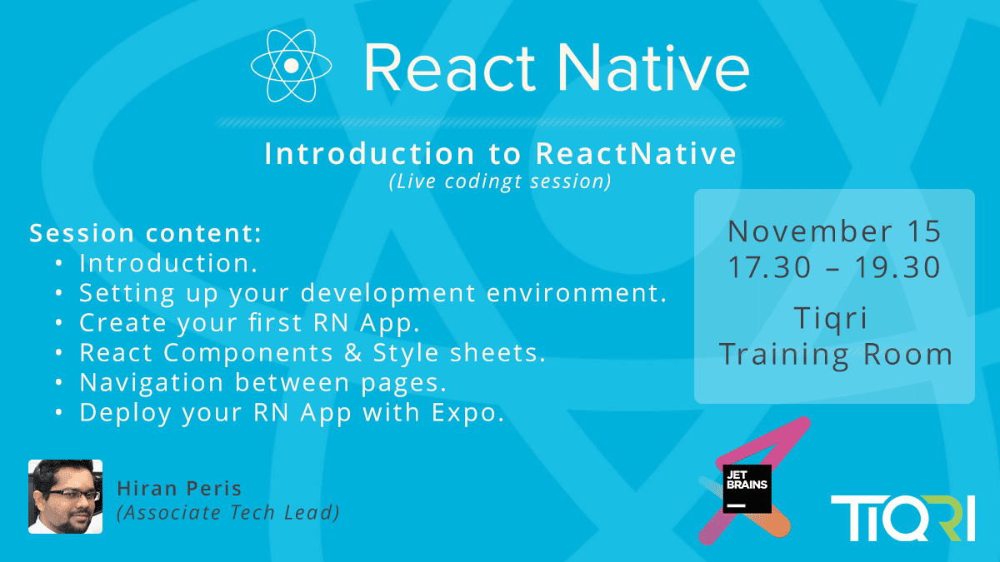 React Native
Introduction to ReactNative
(Live codingt session)
Session content:
• Introduction.
• Setting up your development environment.
• Create your first RN App.
• React Components & Style sheets.
• Navigation between pages.
• Deploy your RN App with Expo.
November 15
17.30 – 19.30
Tiqri
Training Room
Hiran Peris
(Associate Tech Lead)
JET
BRAINS
TIQRI